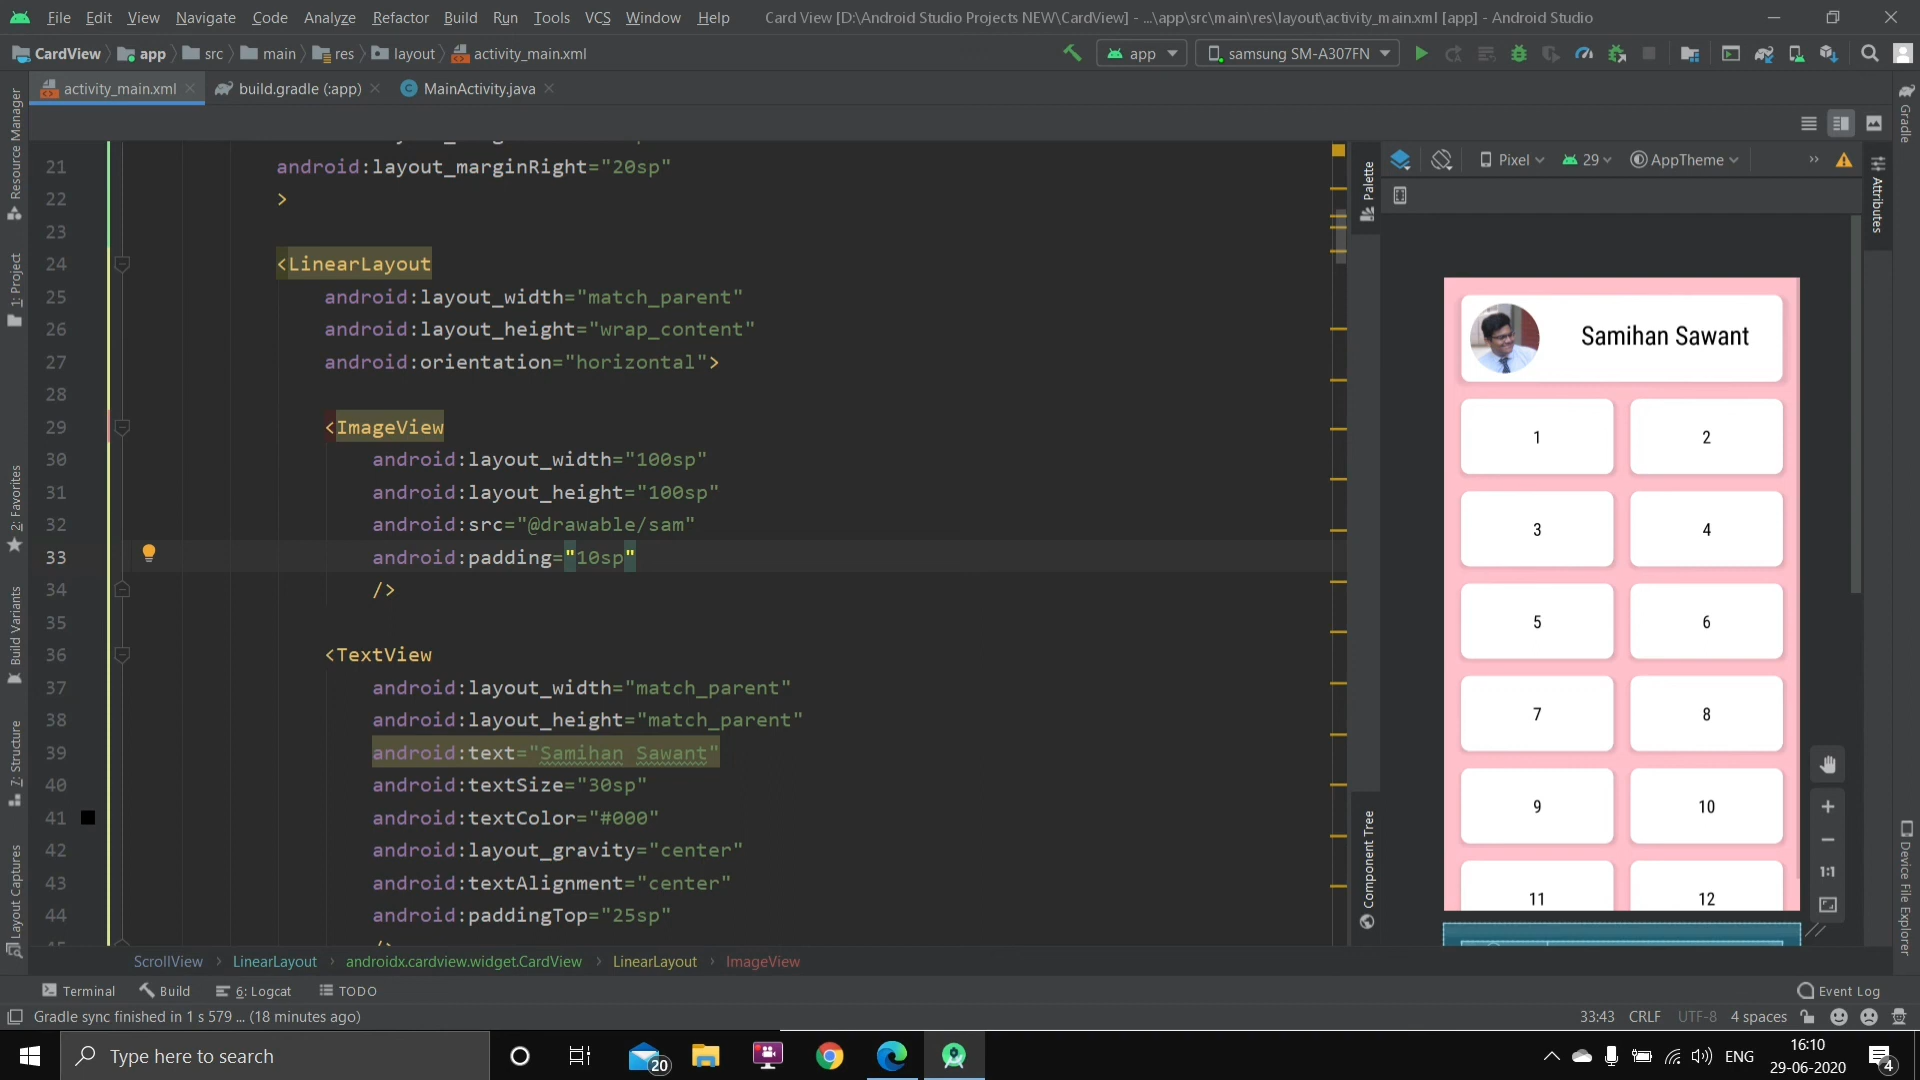 File Edit View Navigate Code Analyze Refactor Build Run Tools VCS Window Help Card View [D:\Android Studio Projects NEW\CardView] - ...\app\src\main\res\layout\activity_main.xml [app] - Android Studio
CardView app src main res layout activity_main.xml app samsung SM-A307FN
activity_main.xml build.gradle (:app) MainActivity.java
21 android:layout_marginRight="20sp"
22 >
23
24 <LinearLayout
25 android:layout_width="match_parent"
26 android:layout_height="wrap_content"
27 android:orientation="horizontal">
28
29 <ImageView
30 android:layout_width="100sp"
31 android:layout_height="100sp"
32 android:src="@drawable/sam"
33 android:padding="10sp"
34 />
35
36 <TextView
37 android:layout_width="match_parent"
38 android:layout_height="match_parent"
39 android:text="Samihan Sawant"
40 android:textSize="30sp"
41 android:textColor="#000"
42 android:layout_gravity="center"
43 android:textAlignment="center"
44 android:paddingTop="25sp"
Resource Manager
1: Project
2: Favorites
Build Variants
7: Structure
Layout Captures
Palette
Component Tree
Pixel 29 AppTheme
Samihan Sawant
1 2
3 4
5 6
7 8
9 10
11 12
1:1
Gradle
Attributes
Device File Explorer
ScrollView LinearLayout androidx.cardview.widget.CardView LinearLayout ImageView
Terminal Build 6: Logcat TODO Event Log
Gradle sync finished in 1 s 579 ... (18 minutes ago) 33:43 CRLF UTF-8 4 spaces
Type here to search 20 ENG 16:10
29-06-2020 4